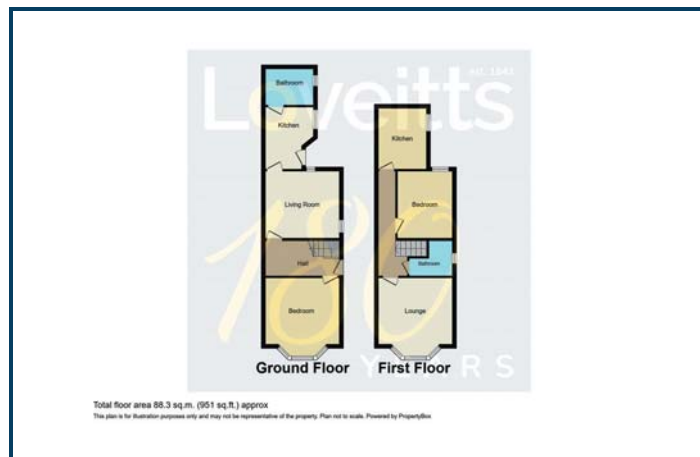 Loveitts
est. 1843
Bathroom
Kitchen
Kitchen
Living Room
Bedroom
180
Hall
Bathroom
Bedroom
Lounge
YEARS
Ground Floor
First Floor
Total floor area 88.3 sq.m. (951 sq.ft.) approx
This plan is for illustration purposes only and may not be representative of the property. Plan not to scale. Powered by PropertyBox